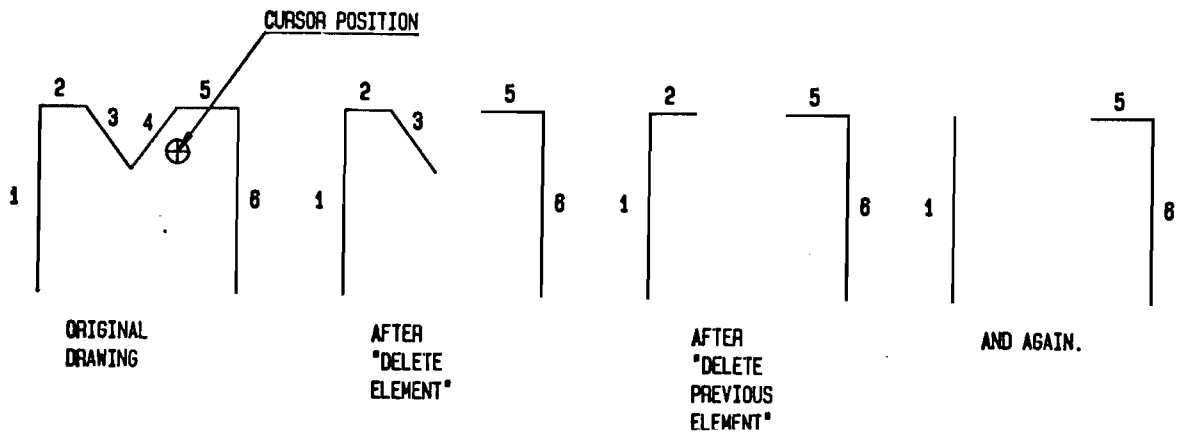 CURSOR POSITION
2 3 4 5
1 6
2 3 5
1 6
2 5
1 6
5
1 6
ORIGINAL
DRAWING
AFTER
"DELETE
ELEMENT"
AFTER
"DELETE
PREVIOUS
ELEMENT"
AND AGAIN.